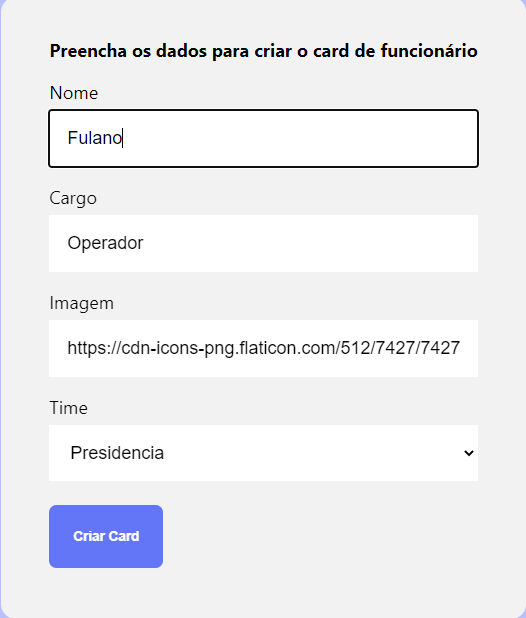 Preencha os dados para criar o card de funcionário
Nome
Fulano
Cargo
Operador
Imagem
https://cdn-icons-png.flaticon.com/512/7427/7427
Time
Presidencia
Criar Card